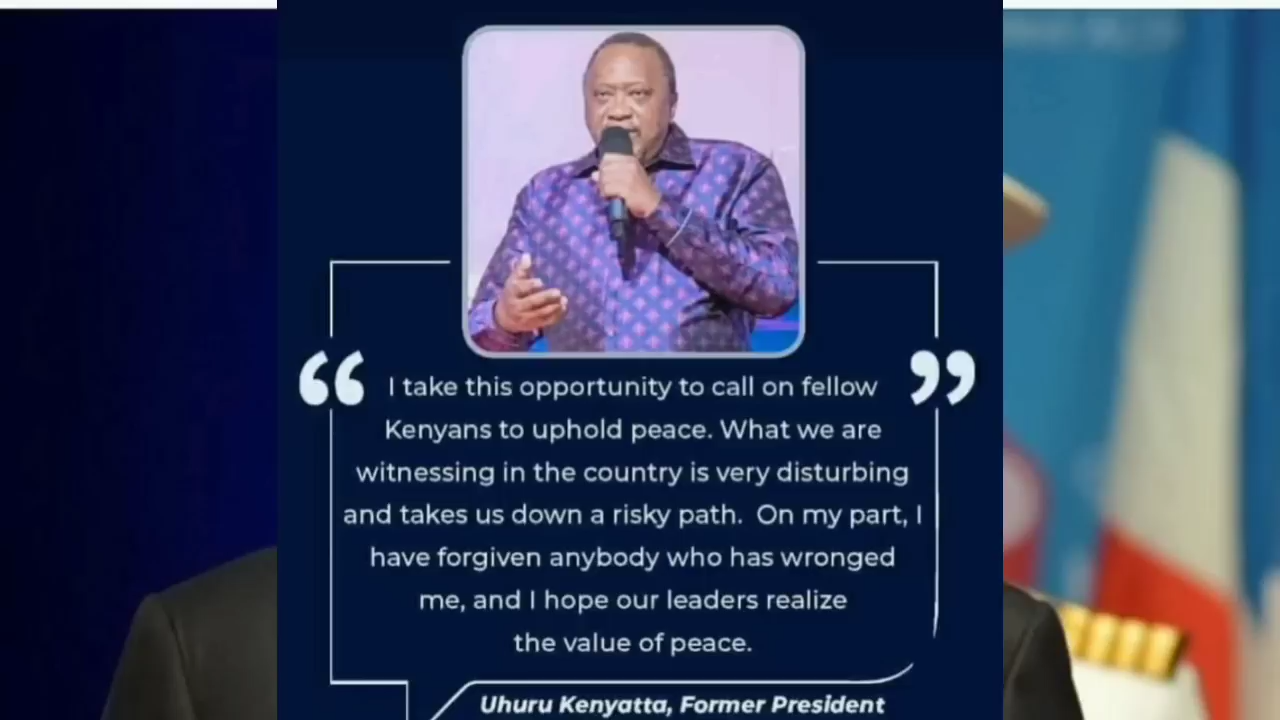 I take this opportunity to call on fellow
Kenyans to uphold peace. What we are
witnessing in the country is very disturbing
and takes us down a risky path. On my part, I
have forgiven anybody who has wronged
me, and I hope our leaders realize
the value of peace.
Uhuru Kenyatta, Former President